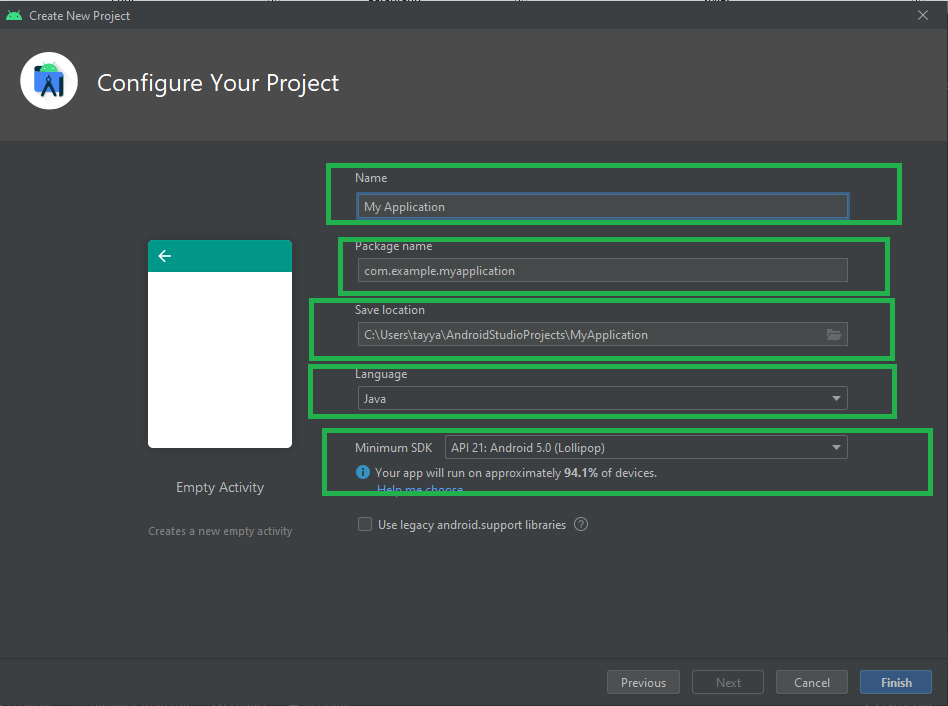 Create New Project
Configure Your Project
Name
My Application
Package name
com.example.myapplication
Save location
C:\Users\tayya\AndroidStudioProjects\MyApplication
Language
Java
Minimum SDK API 21: Android 5.0 (Lollipop)
Your app will run on approximately 94.1% of devices.
Help me choose
Use legacy android.support libraries ?
Empty Activity
Creates a new empty activity
Previous Next Cancel Finish